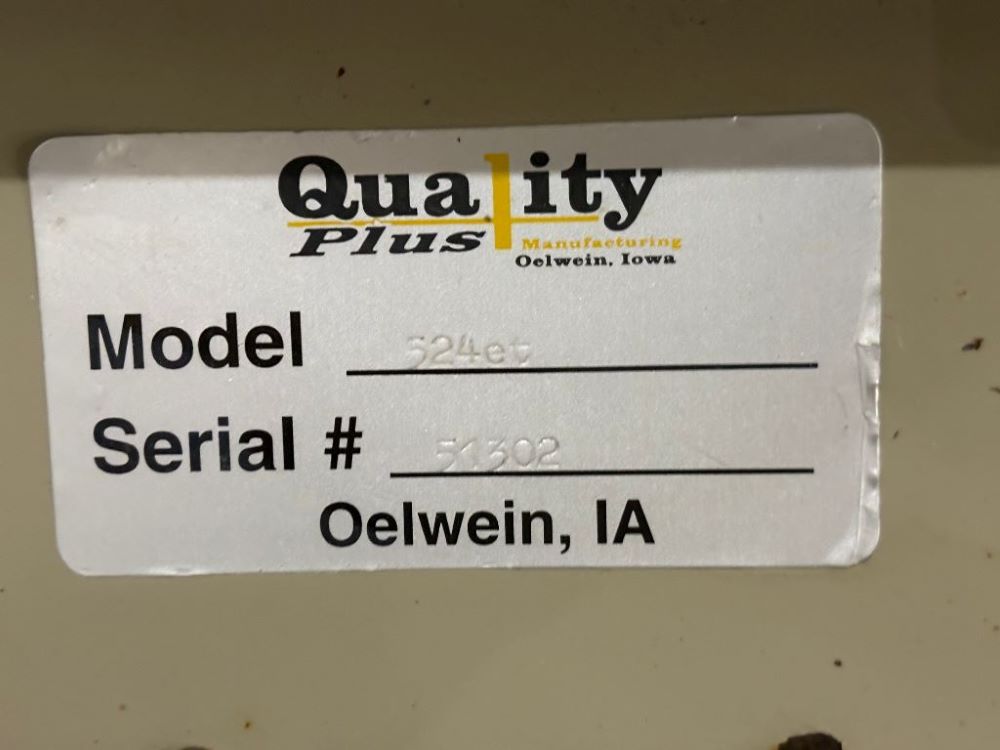 Quality
Plus Manufacturing
Oelwein, Iowa
Model 524et
Serial # 51302
Oelwein, IA